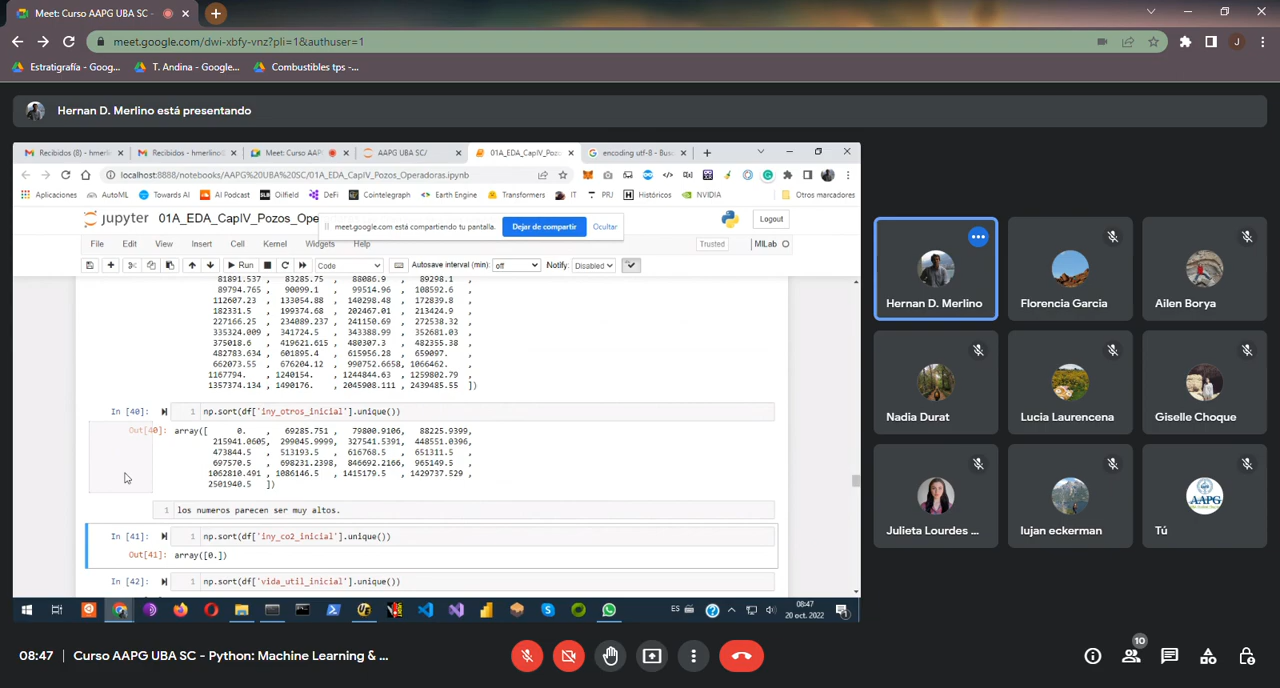 Meet: Curso AAPG UBA SC -
meet.google.com/dwi-xbfy-vnz?pli=1&authuser=1
J
Estratigrafía - Goog...
T. Andina - Google...
Combustibles tps -...
Hernan D. Merlino está presentando
Recibidos (8) - hmerli
Recibidos - hmerlino
Meet: Curso AAP
AAPG UBA SC/
01A_EDA_CapIV_Pozo
encoding utf-8 - Bus
localhost:8888/notebooks/AAPG%20UBA%20SC/01A_EDA_CapIV_Pozos_Operadoras.ipynb
Aplicaciones
AutoML
Towards AI
AI Podcast
Oilfield
DeFi
Cointelegraph
Earth Engine
Transformers
IT
PRJ
Históricos
NVIDIA
Otros marcadores
jupyter 01A_EDA_CapIV_Pozos_Ope
meet.google.com está compartiendo tu pantalla.
Dejar de compartir
Ocultar
Logout
File Edit View Insert Cell Kernel Widgets Help
Trusted
MlLab
Run
Code
Autosave interval (min):
off
Notify:
Disabled
81891.537 , 83285.75 , 88086.9 , 89298.1 ,
89794.765 , 90099.1 , 99514.96 , 108592.6 ,
112607.23 , 133054.88 , 140298.48 , 172839.8 ,
182331.5 , 199374.68 , 202467.01 , 213424.9 ,
227166.25 , 234089.237 , 241150.69 , 272538.32 ,
335324.009 , 341724.5 , 343388.99 , 352681.03 ,
375018.6 , 419621.615 , 480307.3 , 482355.38 ,
482783.634 , 601895.4 , 615956.28 , 659097. ,
662073.55 , 676204.12 , 990752.6658, 1066462. ,
1167794. , 1240154. , 1244844.63 , 1259802.79 ,
1357374.134 , 1490176. , 2045908.111 , 2439485.55 ])
In [40]: 1 np.sort(df['iny_otros_inicial'].unique())
Out[40]: array([ 0. , 69285.751 , 79800.9106, 88225.9399,
215941.0605, 299045.9999, 327541.5391, 448551.0396,
473844.5 , 513193.5 , 616768.5 , 651311.5 ,
697570.5 , 698231.2398, 846692.2166, 965149.5 ,
1062810.491 , 1086146.5 , 1415179.5 , 1429737.529 ,
2501940.5 ])
1 los numeros parecen ser muy altos.
In [41]: 1 np.sort(df['iny_co2_inicial'].unique())
Out[41]: array([0.])
In [42]: 1 np.sort(df['vida_util_inicial'].unique())
ES
08:47
20 oct. 2022
Hernan D. Merlino
Florencia Garcia
Ailen Borya
Nadia Durat
Lucia Laurencena
Giselle Choque
Julieta Lourdes ...
lujan eckerman
AAPG
Tú
08:47 | Curso AAPG UBA SC - Python: Machine Learning & ...
10